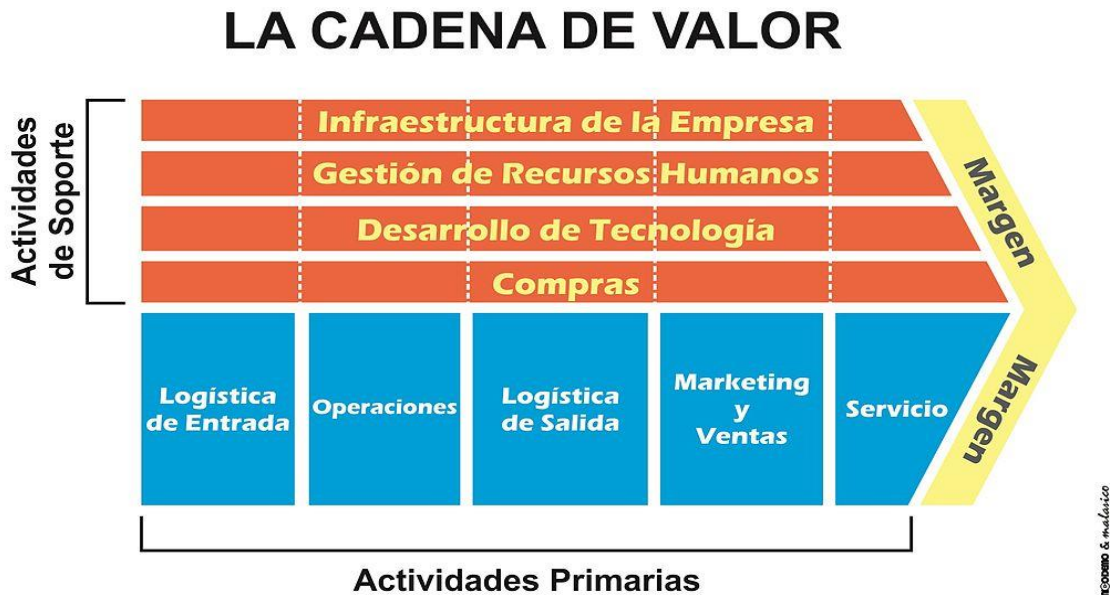 LA CADENA DE VALOR
Actividades
de Soporte
Infraestructura de la Empresa
Gestión de Recursos Humanos
Desarrollo de Tecnología
Compras
Logística
de Entrada
Operaciones
Logística
de Salida
Marketing
y
Ventas
Servicio
Margen
Margen
Actividades Primarias
& malasico